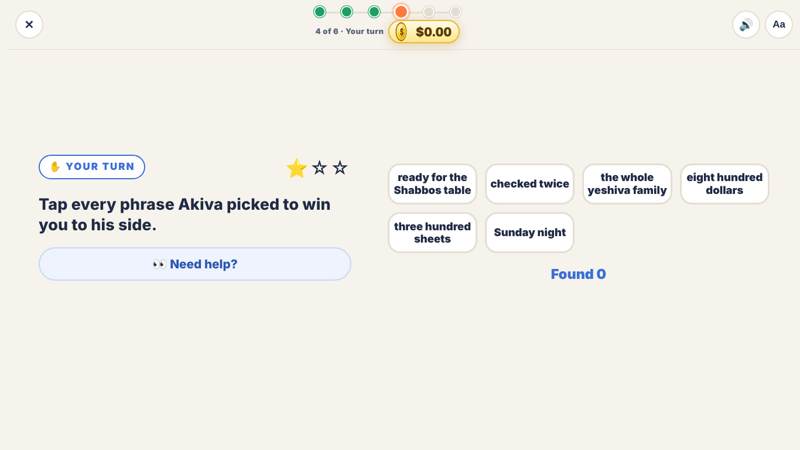 ✕
4 of 6 · Your turn
$0.00
Aa
✋ YOUR TURN
Tap every phrase Akiva picked to win
you to his side.
👀 Need help?
ready for the
Shabbos table
checked twice
the whole
yeshiva family
eight hundred
dollars
three hundred
sheets
Sunday night
Found 0